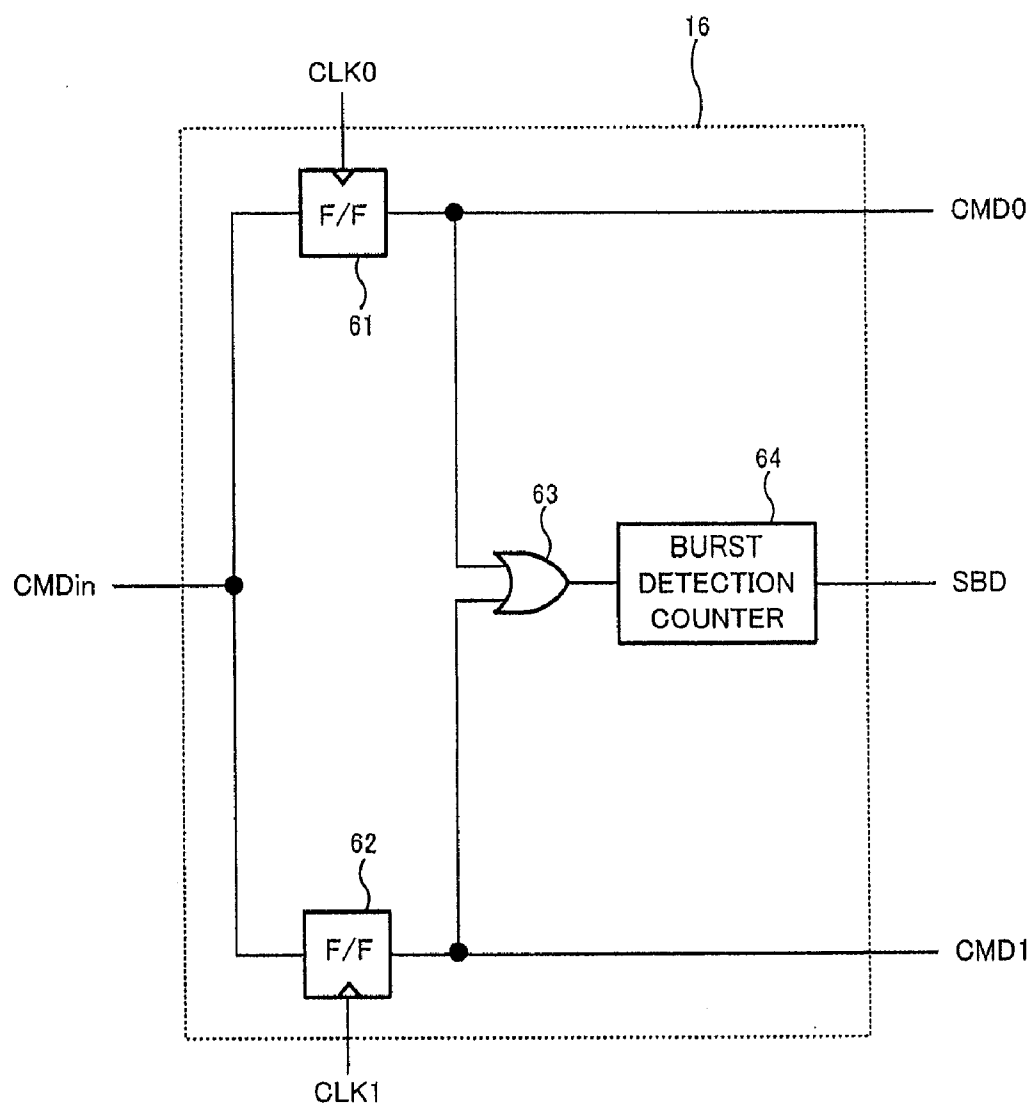 16
CLK0
F/F
CMD0
61
64
63
BURST
DETECTION
COUNTER
CMDin
SBD
62
F/F
CMD1
CLK1